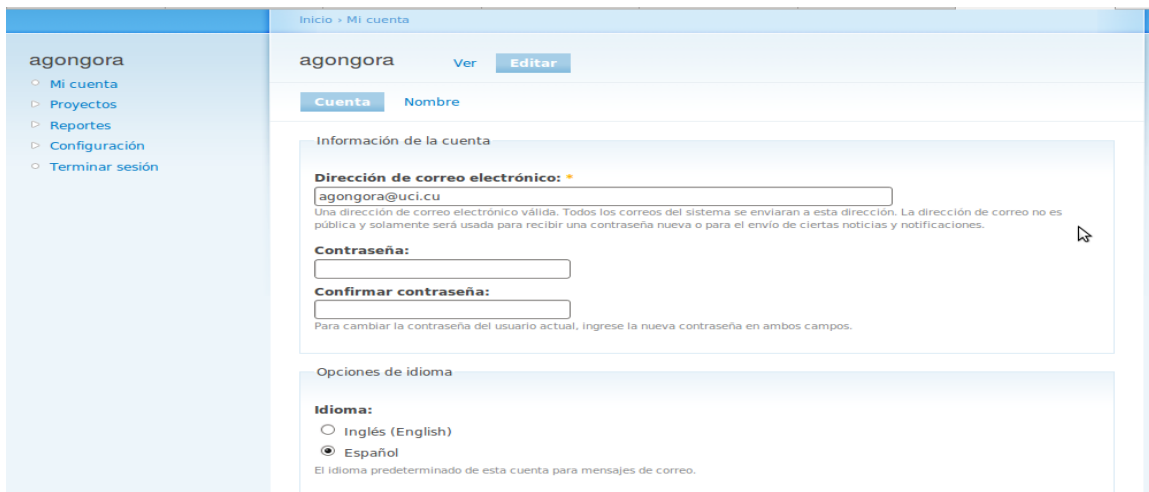 Inicio › Mi cuenta
agongora
Mi cuenta
Proyectos
Reportes
Configuración
Terminar sesión
agongora Ver Editar
Cuenta Nombre
Información de la cuenta
Dirección de correo electrónico: *
agongora@uci.cu
Una dirección de correo electrónico válida. Todos los correos del sistema se enviaran a esta dirección. La dirección de correo no es
pública y solamente será usada para recibir una contraseña nueva o para el envío de ciertas noticias y notificaciones.
Contraseña:
Confirmar contraseña:
Para cambiar la contraseña del usuario actual, ingrese la nueva contraseña en ambos campos.
Opciones de idioma
Idioma:
Inglés (English)
Español
El idioma predeterminado de esta cuenta para mensajes de correo.